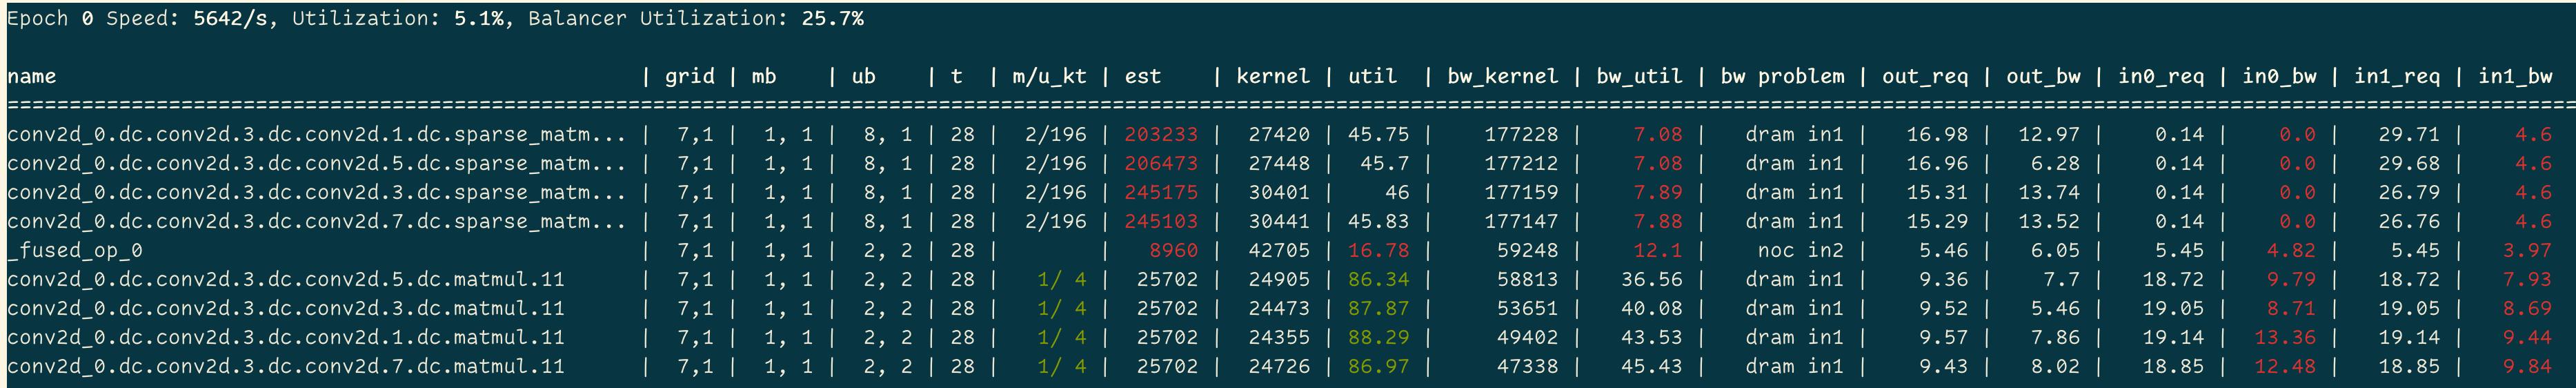 Epoch 0 Speed: 5642/s, Utilization: 5.1%, Balancer Utilization: 25.7%
name | grid | mb | ub | t | m/u_kt | est | kernel | util | bw_kernel | bw_util | bw problem | out_req | out_bw | in0_req | in0_bw | in1_req | in1_bw
conv2d_0.dc.conv2d.3.dc.conv2d.1.dc.sparse_matm... | 7,1 | 1, 1 | 8, 1 | 28 | 2/196 | 203233 | 27420 | 45.75 | 177228 | 7.08 | dram in1 | 16.98 | 12.97 | 0.14 | 0.0 | 29.71 | 4.6
conv2d_0.dc.conv2d.3.dc.conv2d.5.dc.sparse_matm... | 7,1 | 1, 1 | 8, 1 | 28 | 2/196 | 206473 | 27448 | 45.7 | 177212 | 7.08 | dram in1 | 16.96 | 6.28 | 0.14 | 0.0 | 29.68 | 4.6
conv2d_0.dc.conv2d.3.dc.conv2d.3.dc.sparse_matm... | 7,1 | 1, 1 | 8, 1 | 28 | 2/196 | 245175 | 30401 | 46 | 177159 | 7.89 | dram in1 | 15.31 | 13.74 | 0.14 | 0.0 | 26.79 | 4.6
conv2d_0.dc.conv2d.3.dc.conv2d.7.dc.sparse_matm... | 7,1 | 1, 1 | 8, 1 | 28 | 2/196 | 245103 | 30441 | 45.83 | 177147 | 7.88 | dram in1 | 15.29 | 13.52 | 0.14 | 0.0 | 26.76 | 4.6
_fused_op_0 | 7,1 | 1, 1 | 2, 2 | 28 | | 8960 | 42705 | 16.78 | 59248 | 12.1 | noc in2 | 5.46 | 6.05 | 5.45 | 4.82 | 5.45 | 3.97
conv2d_0.dc.conv2d.3.dc.conv2d.5.dc.matmul.11 | 7,1 | 1, 1 | 2, 2 | 28 | 1/ 4 | 25702 | 24905 | 86.34 | 58813 | 36.56 | dram in1 | 9.36 | 7.7 | 18.72 | 9.79 | 18.72 | 7.93
conv2d_0.dc.conv2d.3.dc.conv2d.3.dc.matmul.11 | 7,1 | 1, 1 | 2, 2 | 28 | 1/ 4 | 25702 | 24473 | 87.87 | 53651 | 40.08 | dram in1 | 9.52 | 5.46 | 19.05 | 8.71 | 19.05 | 8.69
conv2d_0.dc.conv2d.3.dc.conv2d.1.dc.matmul.11 | 7,1 | 1, 1 | 2, 2 | 28 | 1/ 4 | 25702 | 24355 | 88.29 | 49402 | 43.53 | dram in1 | 9.57 | 7.86 | 19.14 | 13.36 | 19.14 | 9.44
conv2d_0.dc.conv2d.3.dc.conv2d.7.dc.matmul.11 | 7,1 | 1, 1 | 2, 2 | 28 | 1/ 4 | 25702 | 24726 | 86.97 | 47338 | 45.43 | dram in1 | 9.43 | 8.02 | 18.85 | 12.48 | 18.85 | 9.84